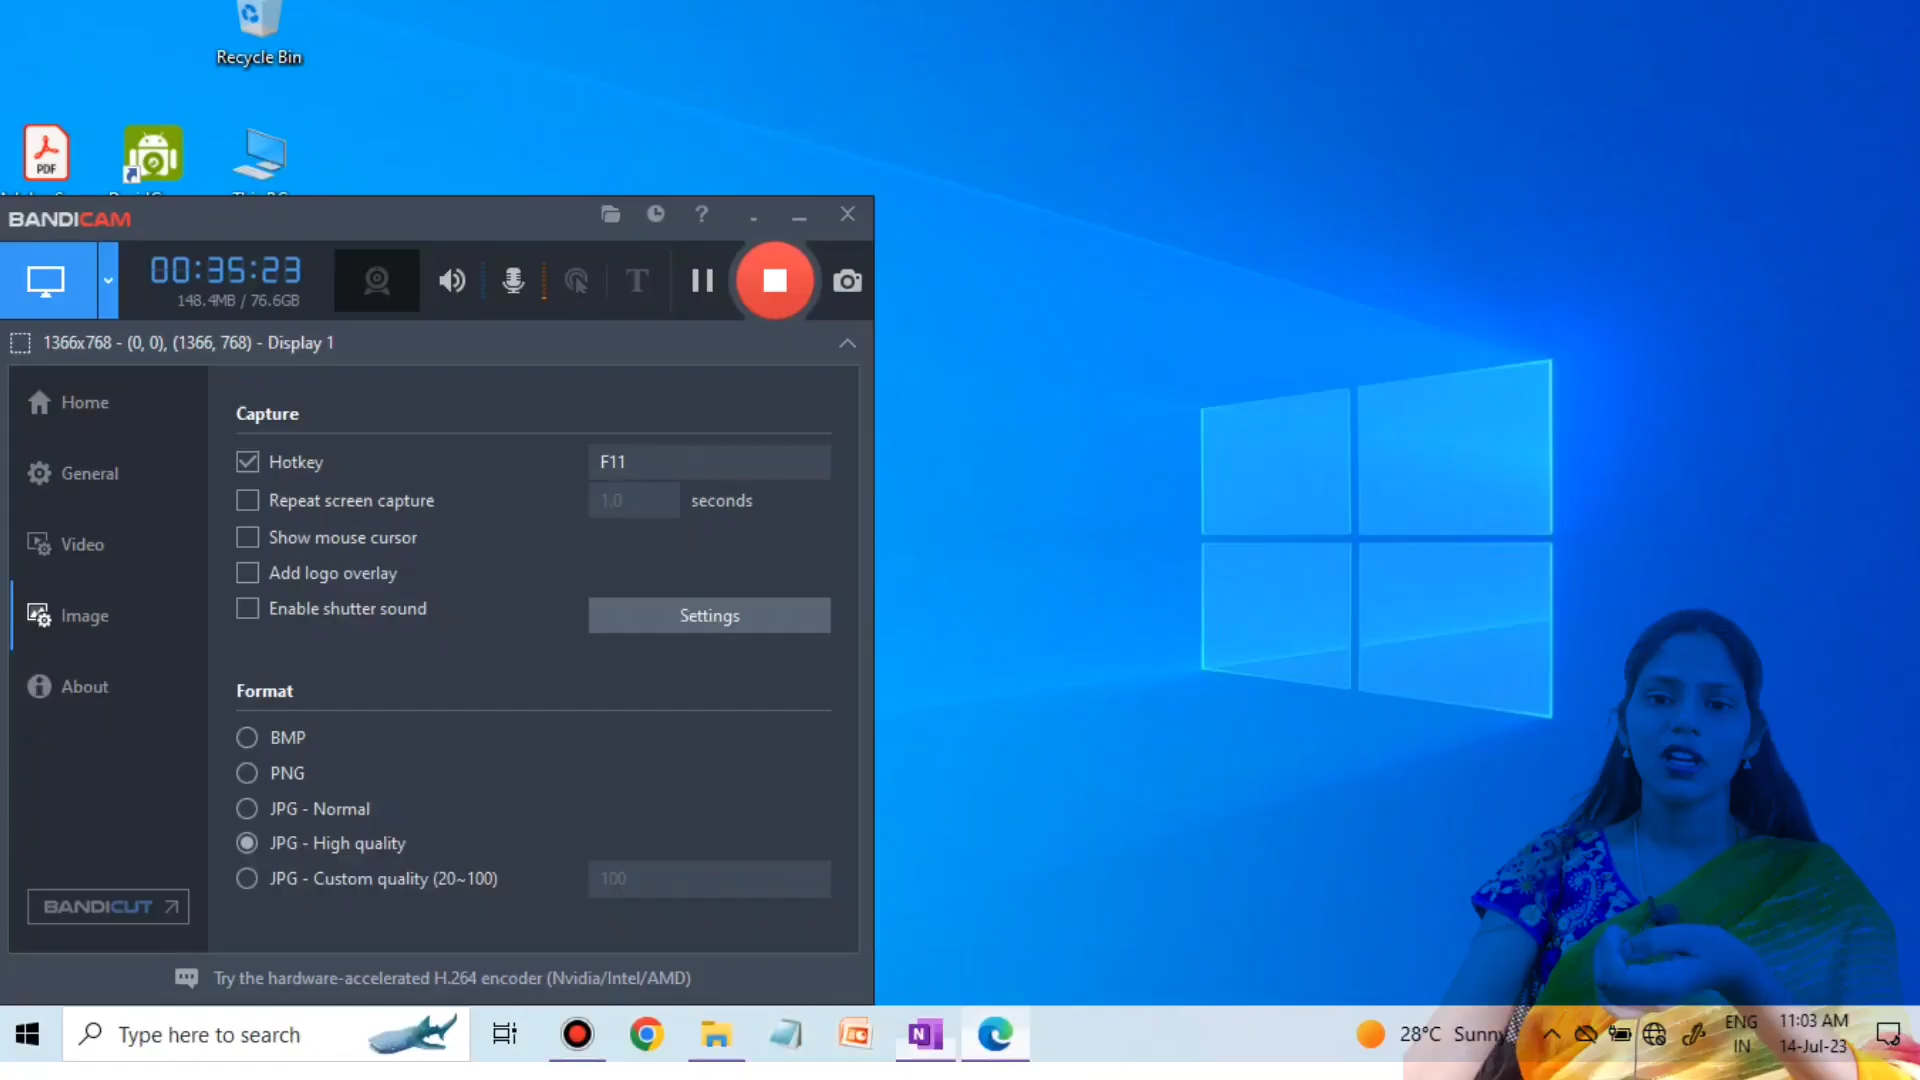 Recycle Bin
PDF
BANDICAM
?
00:35:23
148.4MB / 76.6GB
T
1366x768 - (0, 0), (1366, 768) - Display 1
Home
General
Video
Image
About
BANDICUT
Capture
Hotkey
F11
Repeat screen capture
1.0
seconds
Show mouse cursor
Add logo overlay
Enable shutter sound
Settings
Format
BMP
PNG
JPG - Normal
JPG - High quality
JPG - Custom quality (20~100)
100
Try the hardware-accelerated H.264 encoder (Nvidia/Intel/AMD)
Type here to search
N
28°C Sunny
ENG
IN
11:03 AM
14-Jul-23